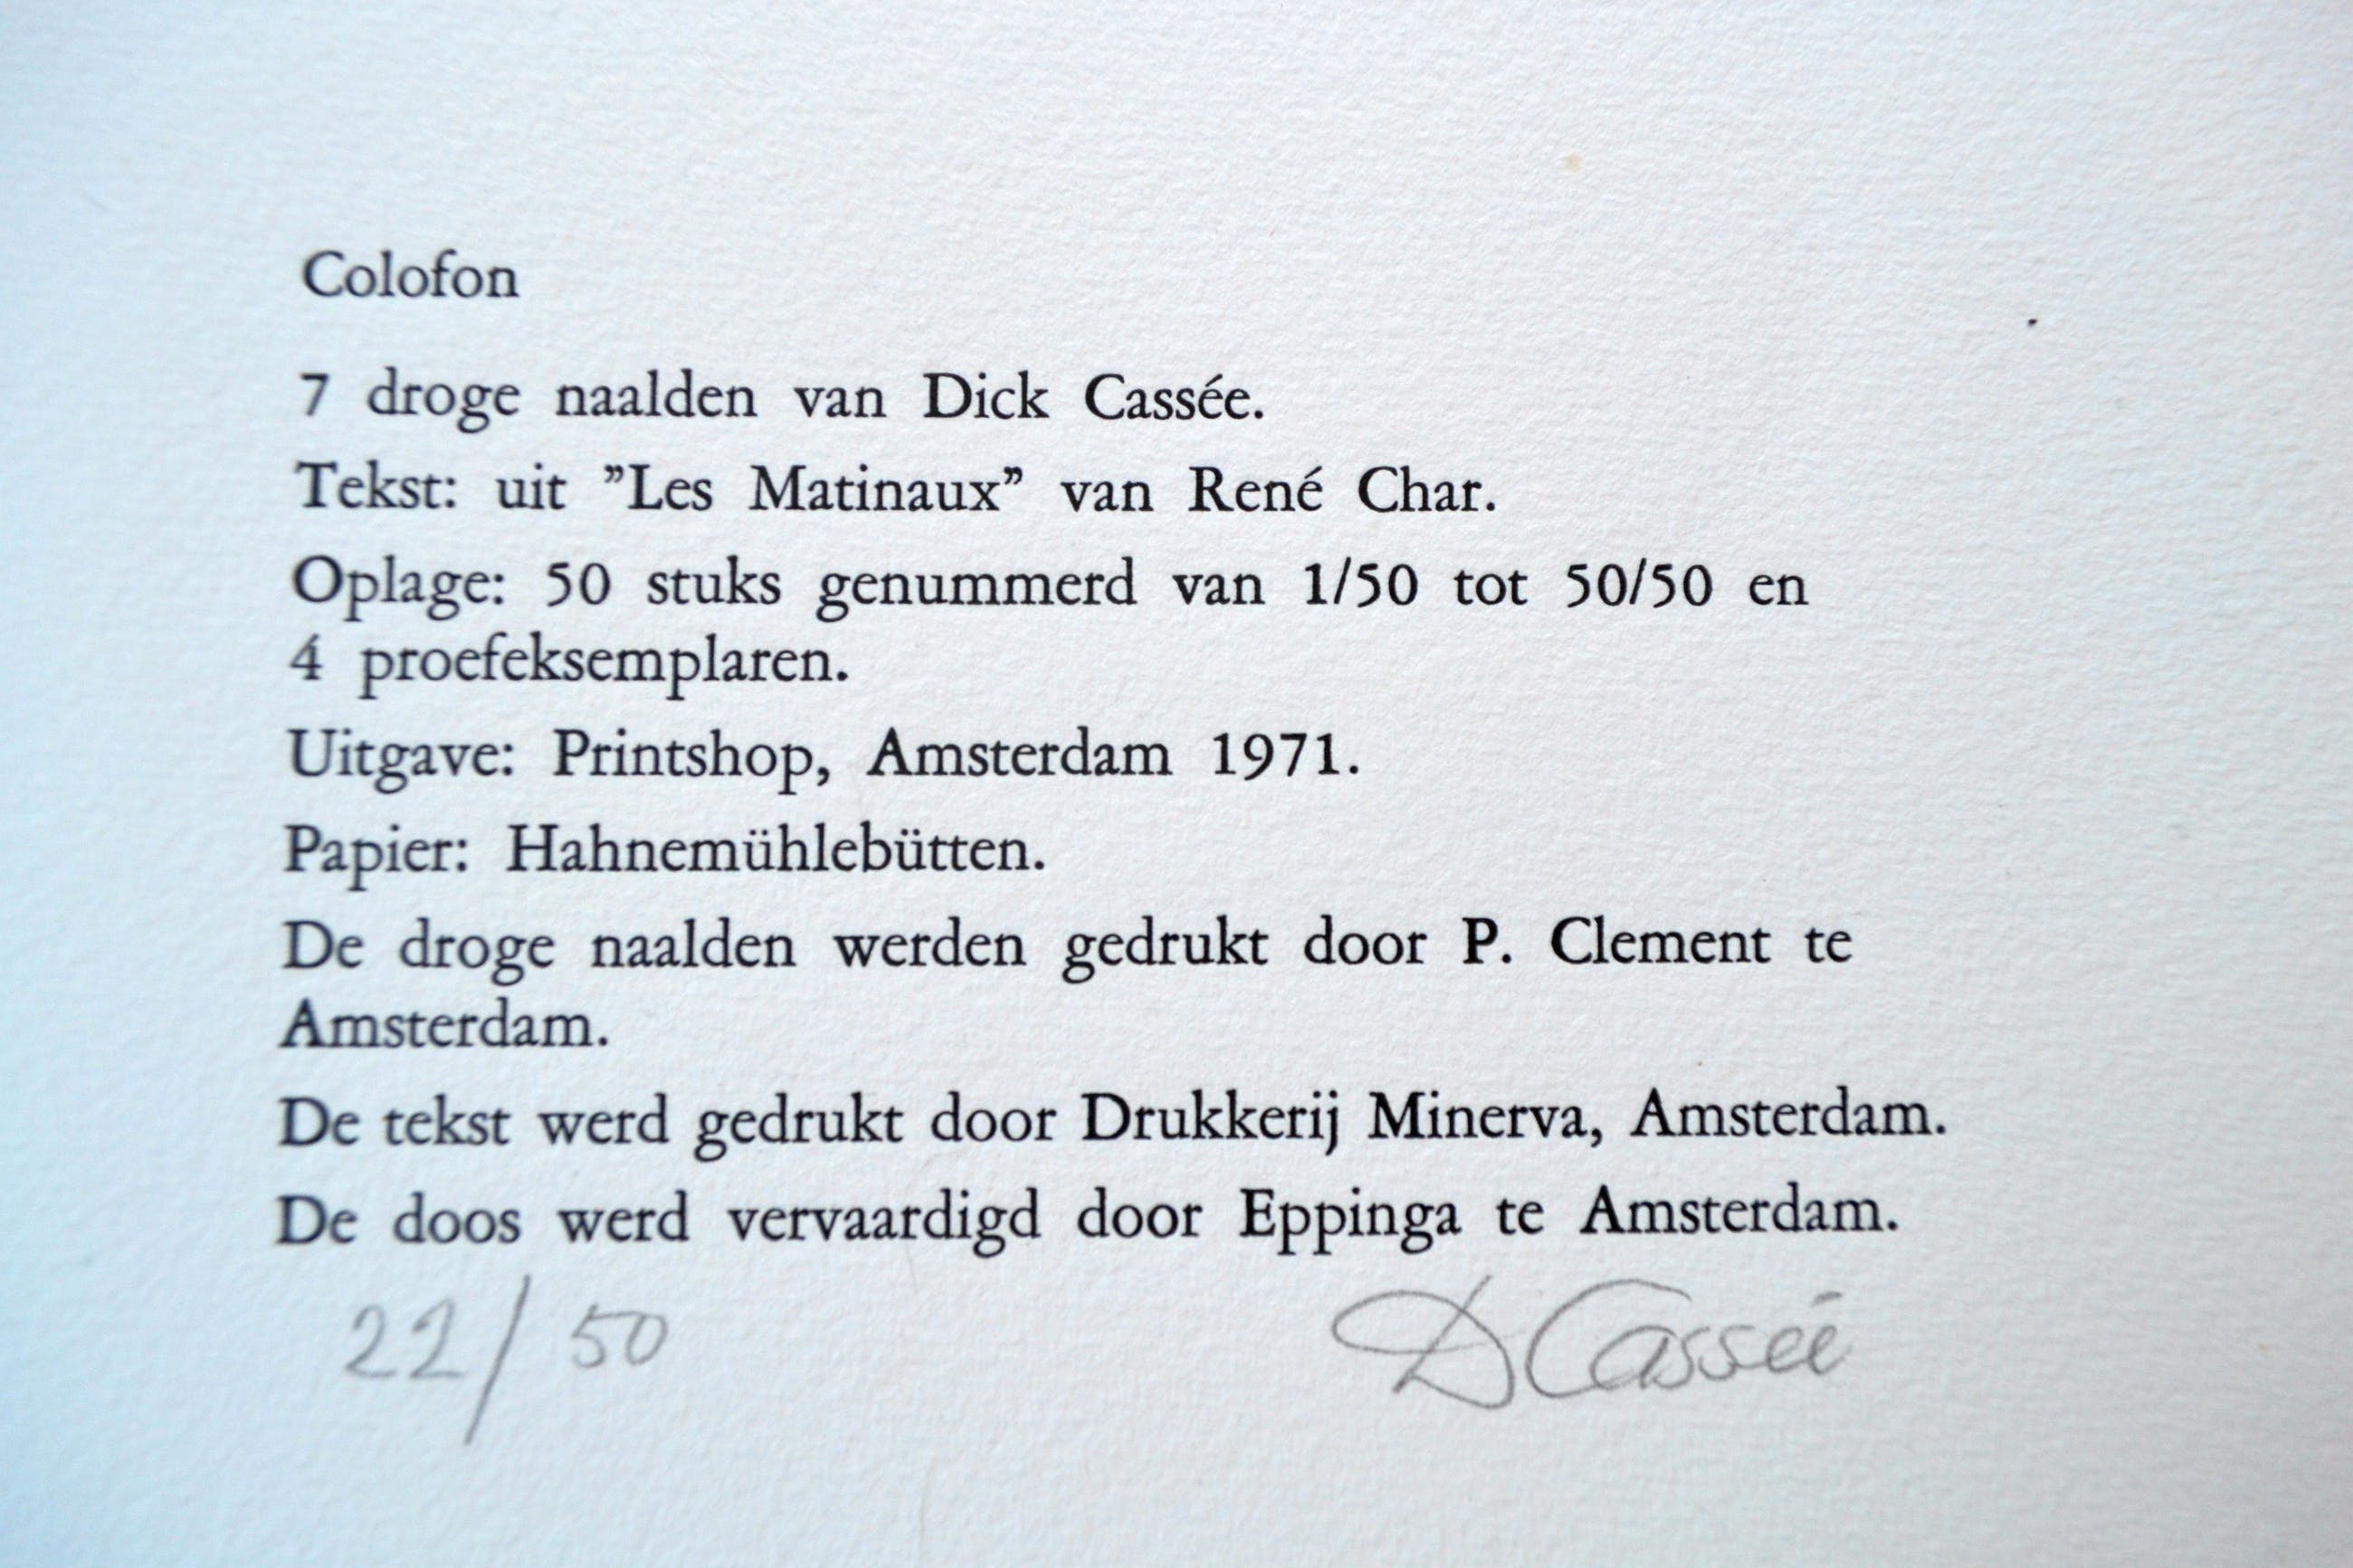 Colofon
7 droge naalden van Dick Cassée.
Tekst: uit ”Les Matinaux” van René Char.
Oplage: 50 stuks genummerd van 1/50 tot 50/50 en
4 proefeksemplaren.
Uitgave: Printshop, Amsterdam 1971.
Papier: Hahnemühlebütten.
De droge naalden werden gedrukt door P. Clement te
Amsterdam.
De tekst werd gedrukt door Drukkerij Minerva, Amsterdam.
De doos werd vervaardigd door Eppinga te Amsterdam.
22/50 D Cassée